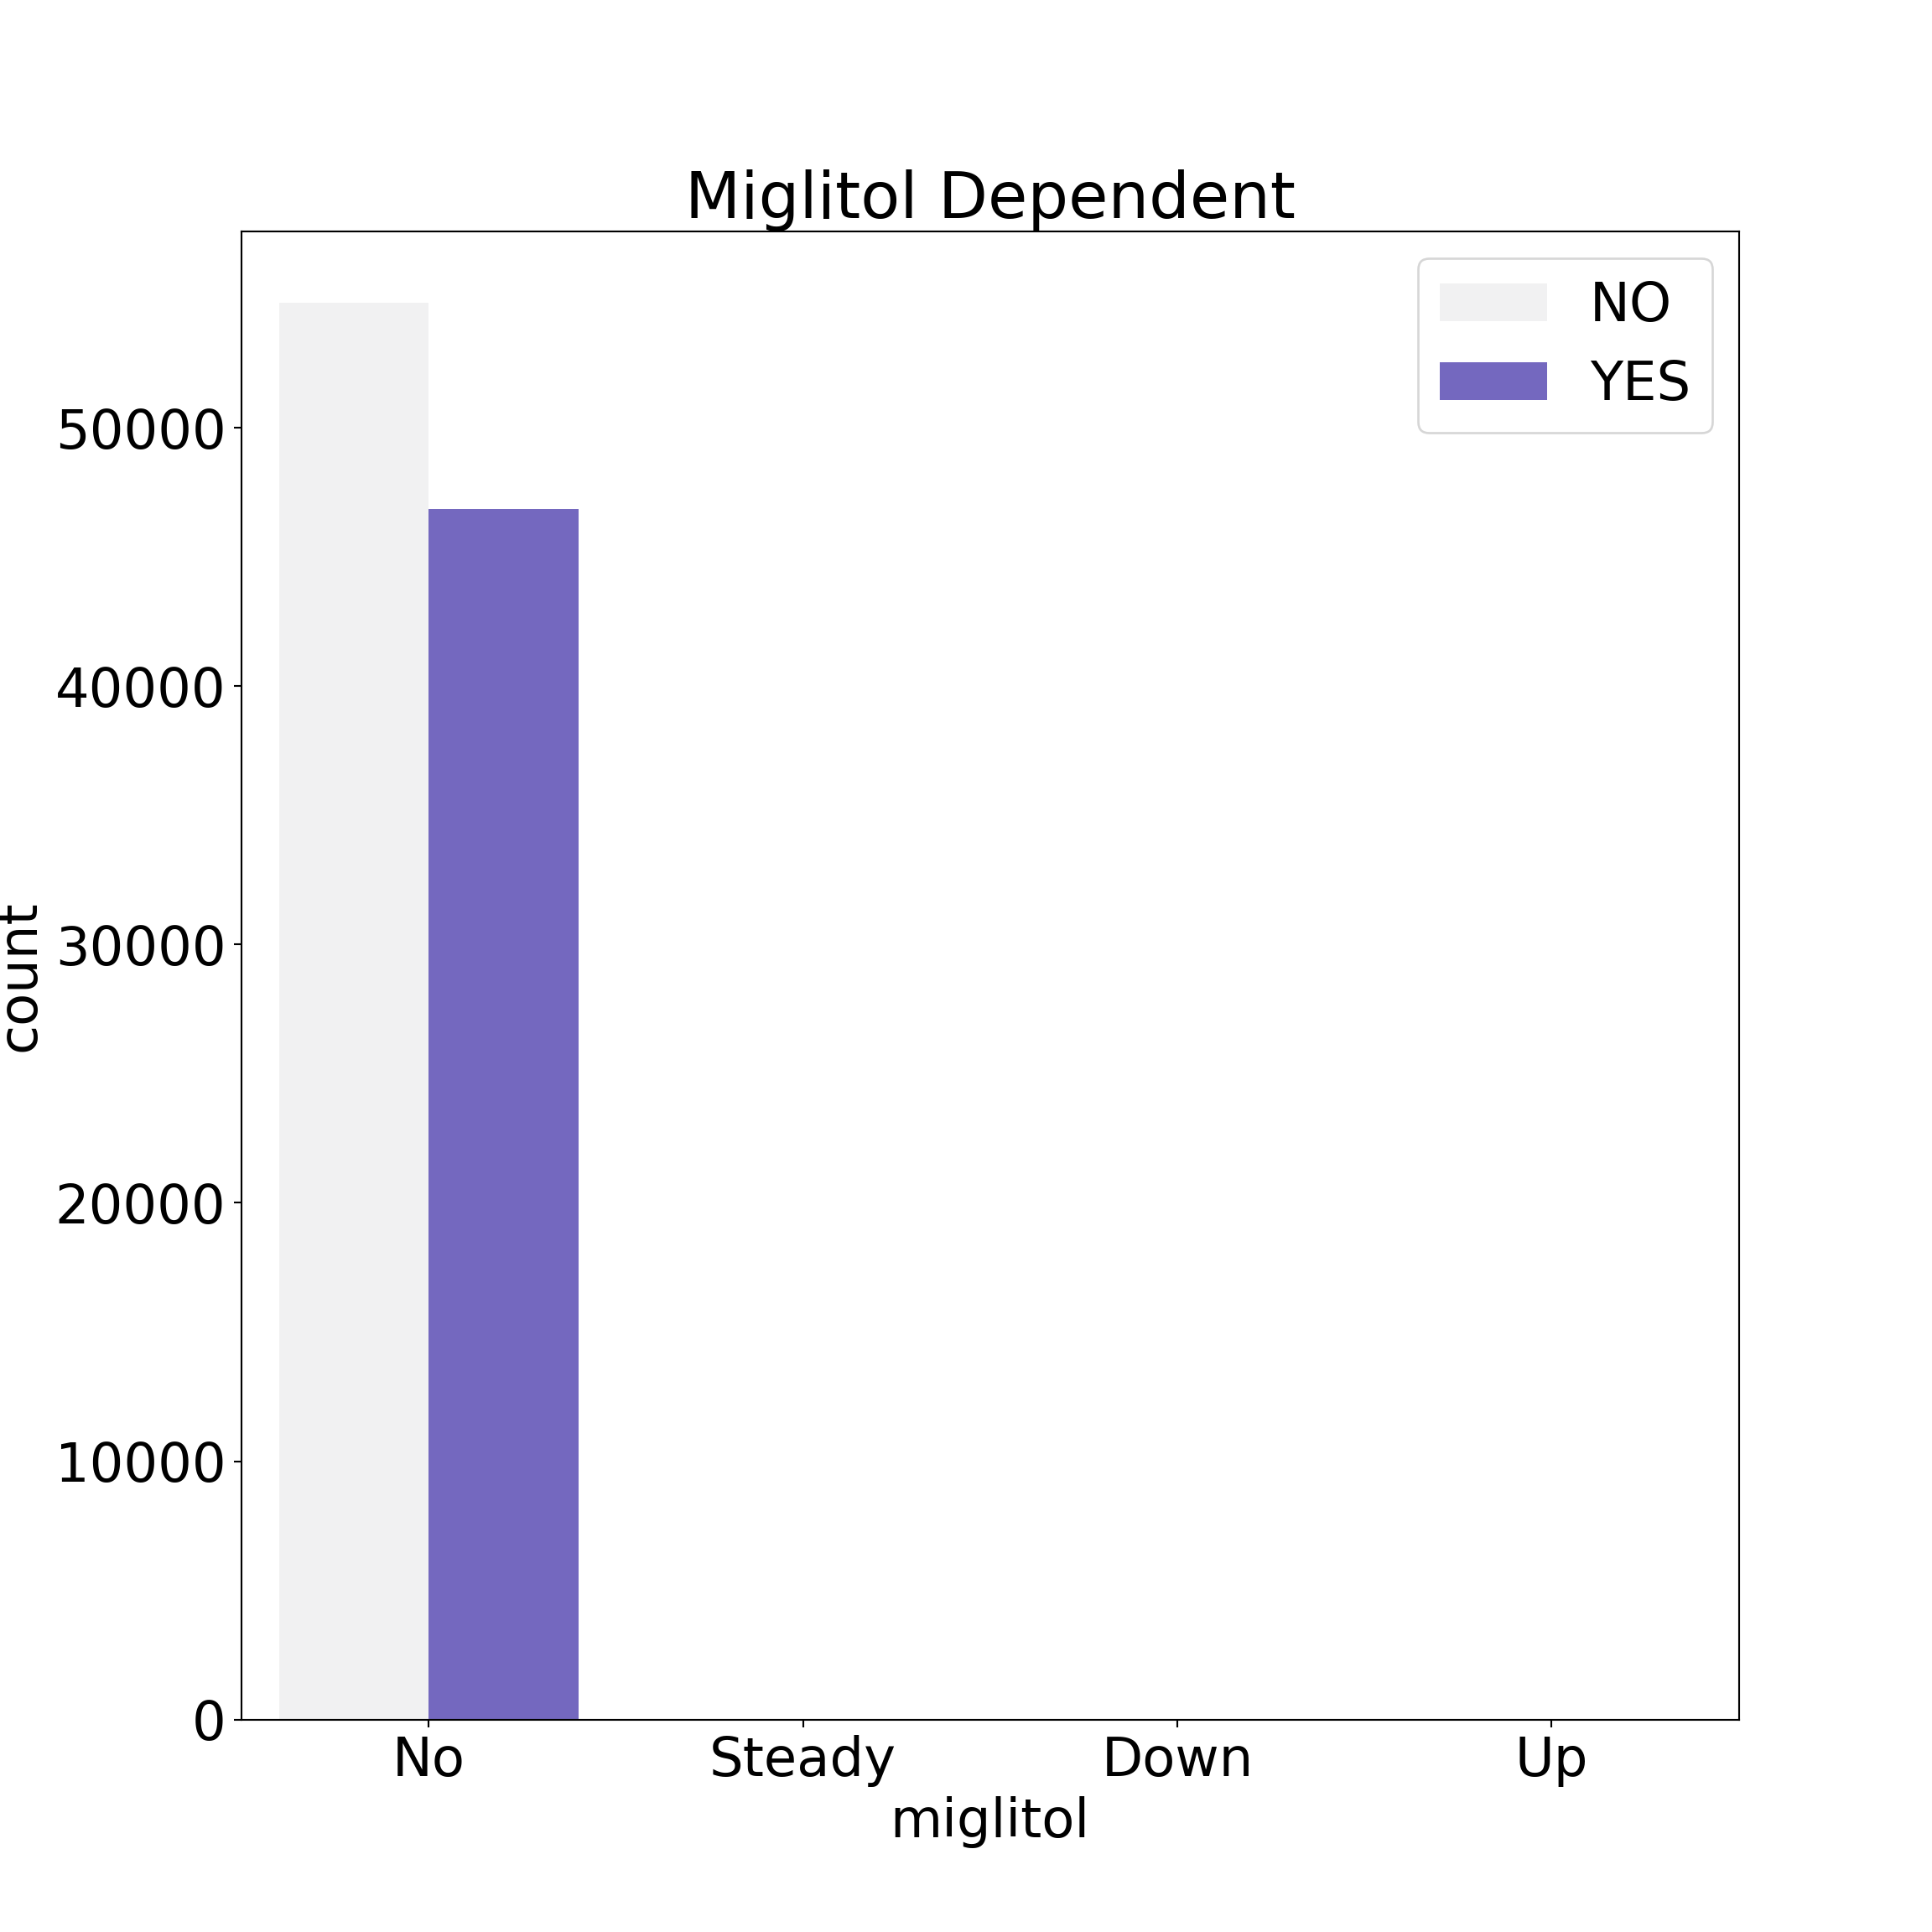 Miglitol Dependent
NO
YES
50000
40000
30000
20000
10000
0
count
No Steady Down Up
miglitol